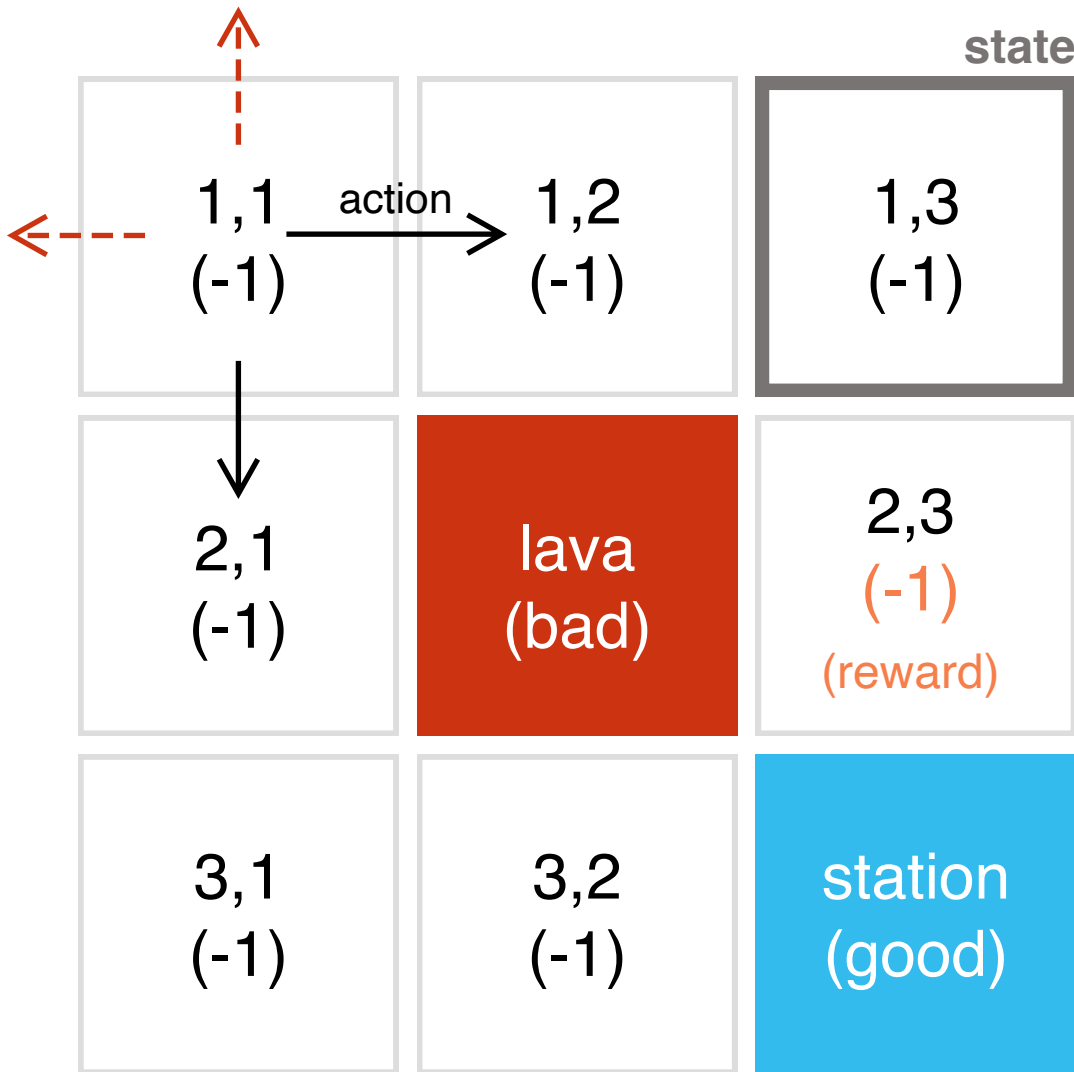 state
1,1
(-1)
action
1,2
(-1)
1,3
(-1)
2,1
(-1)
lava
(bad)
2,3
(-1)
(reward)
3,1
(-1)
3,2
(-1)
station
(good)